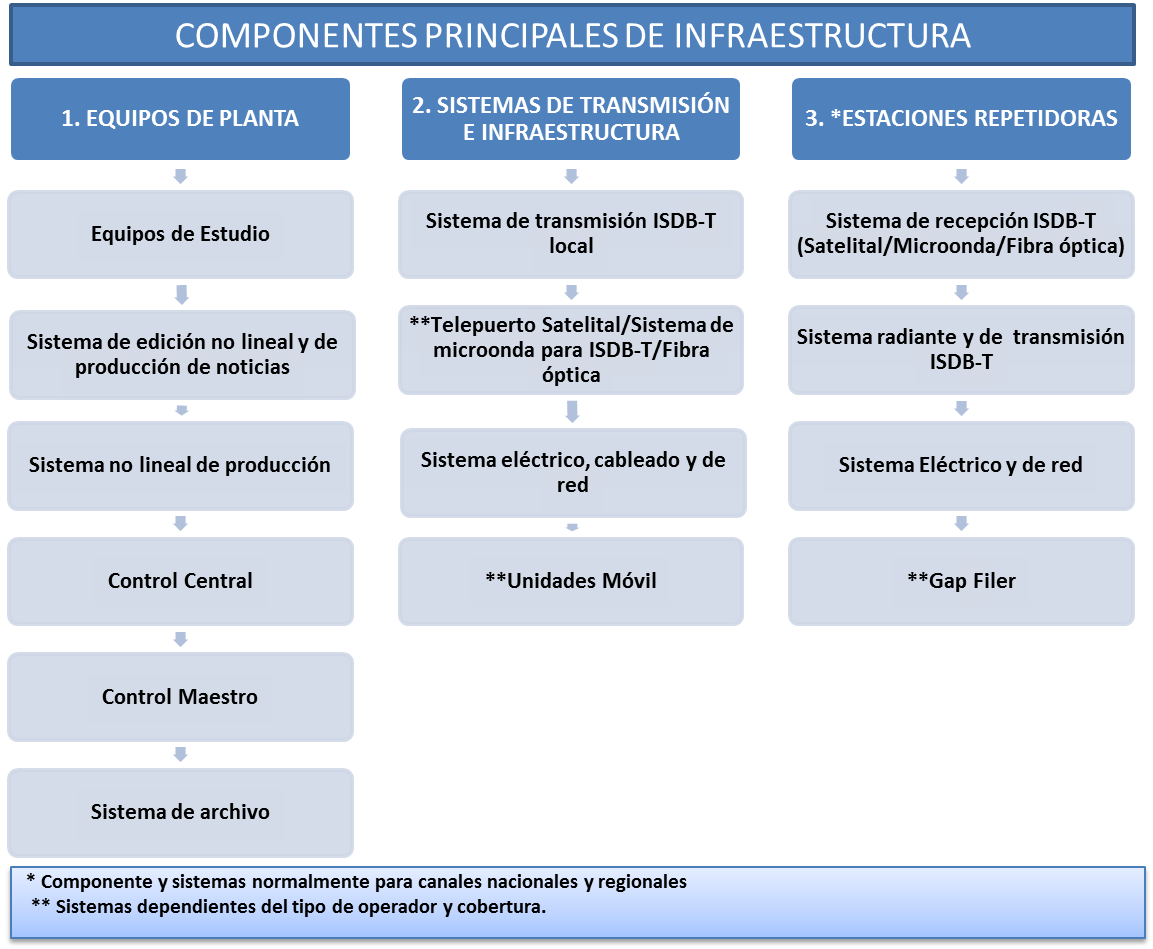 COMPONENTES PRINCIPALES DE INFRAESTRUCTURA
1. EQUIPOS DE PLANTA
Equipos de Estudio
Sistema de edición no lineal y de
producción de noticias
Sistema no lineal de producción
Control Central
Control Maestro
Sistema de archivo
2. SISTEMAS DE TRANSMISIÓN
E INFRAESTRUCTURA
Sistema de transmisión ISDB-T
local
**Telepuerto Satelital/Sistema de
microonda para ISDB-T/Fibra
óptica
Sistema eléctrico, cableado y de
red
**Unidades Móvil
3. *ESTACIONES REPETIDORAS
Sistema de recepción ISDB-T
(Satelital/Microonda/Fibra óptica)
Sistema radiante y de transmisión
ISDB-T
Sistema Eléctrico y de red
**Gap Filer
* Componente y sistemas normalmente para canales nacionales y regionales
** Sistemas dependientes del tipo de operador y cobertura.